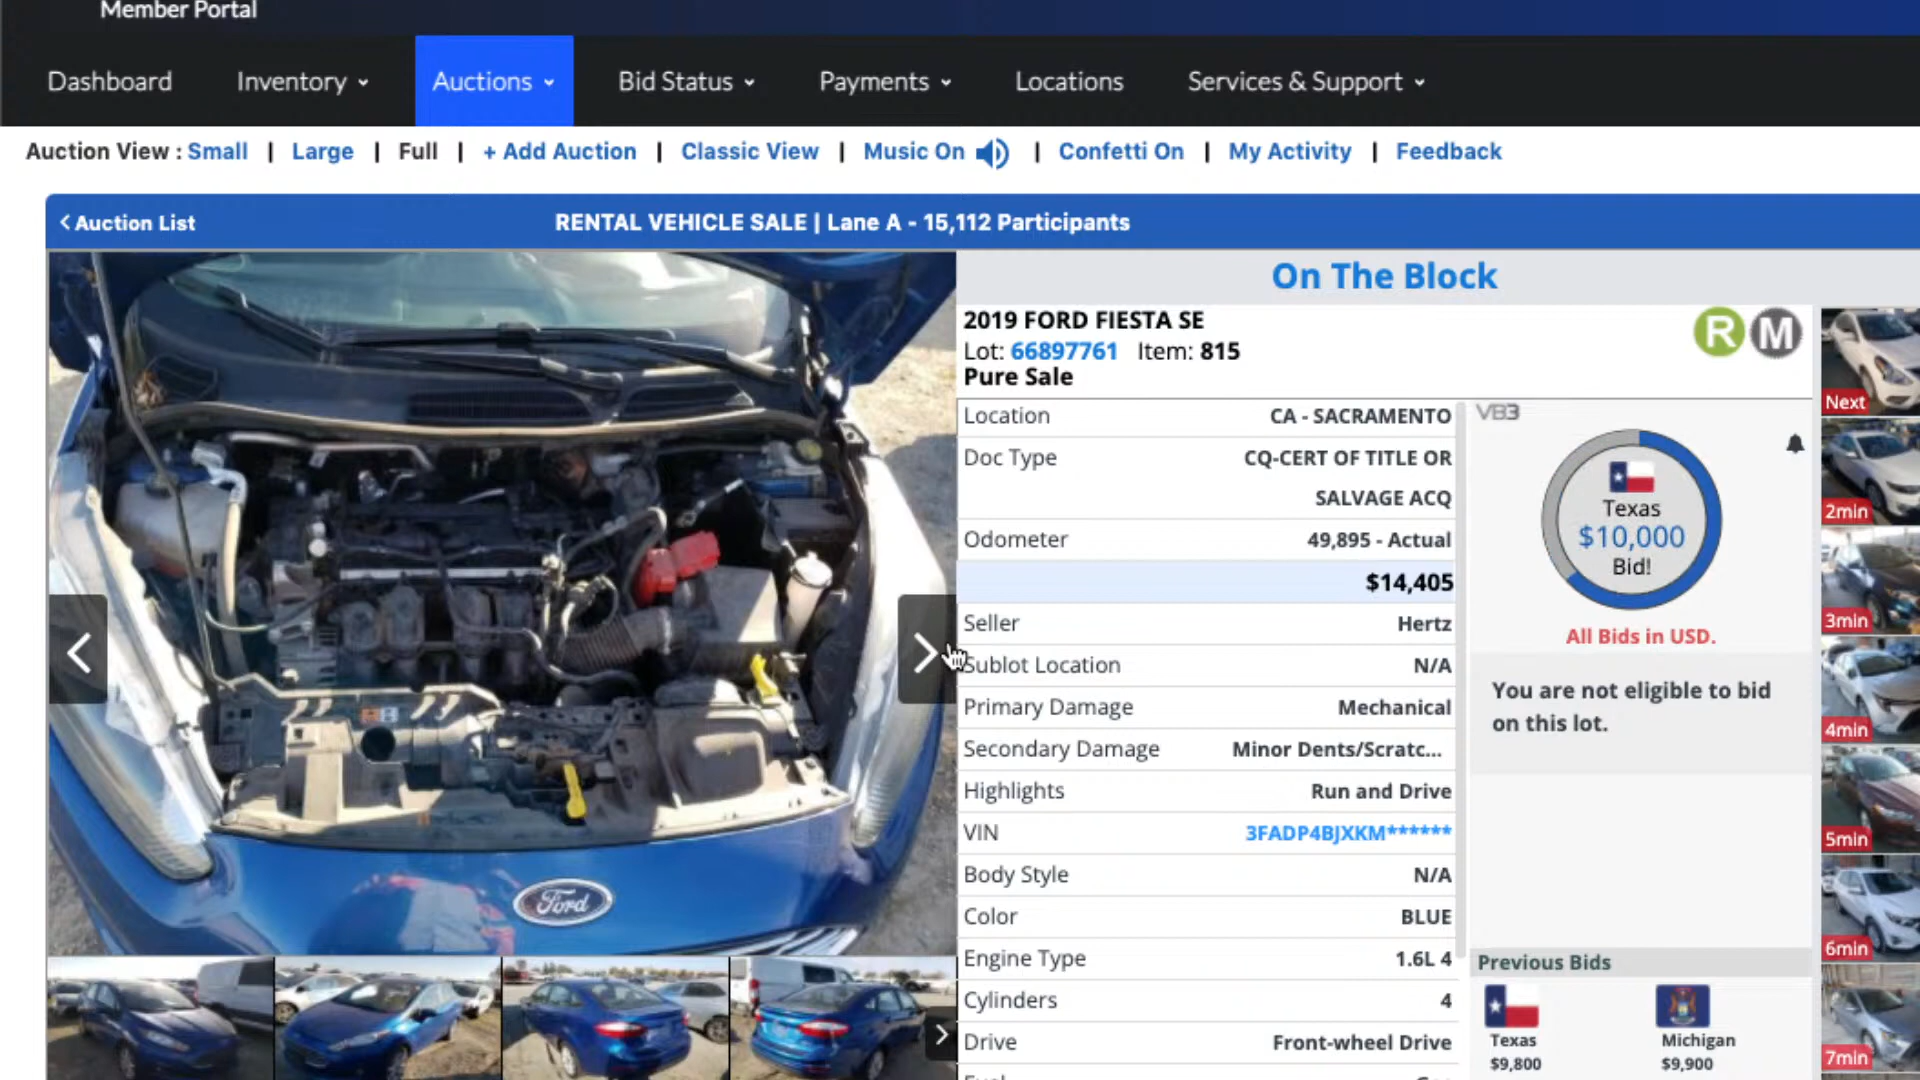 Member Portal
Dashboard
Inventory
Auctions
Bid Status
Payments
Locations
Services & Support
Auction View : Small | Large | Full | + Add Auction | Classic View | Music On | Confetti On | My Activity | Feedback
Auction List
RENTAL VEHICLE SALE | Lane A - 15,112 Participants
On The Block
2019 FORD FIESTA SE
Lot: 66897761 Item: 815
Pure Sale
R M
Location CA - SACRAMENTO
Doc Type CQ-CERT OF TITLE OR
SALVAGE ACQ
Odometer 49,895 - Actual
$14,405
Seller Hertz
Sublot Location N/A
Primary Damage Mechanical
Secondary Damage Minor Dents/Scratc...
Highlights Run and Drive
VIN 3FADP4BJXKM******
Body Style N/A
Color BLUE
Engine Type 1.6L 4
Cylinders 4
Drive Front-wheel Drive
VB3
Texas
$10,000
Bid!
All Bids in USD.
You are not eligible to bid
on this lot.
Previous Bids
Texas
$9,800
Michigan
$9,900
Next
2min
3min
4min
5min
6min
7min
Ford